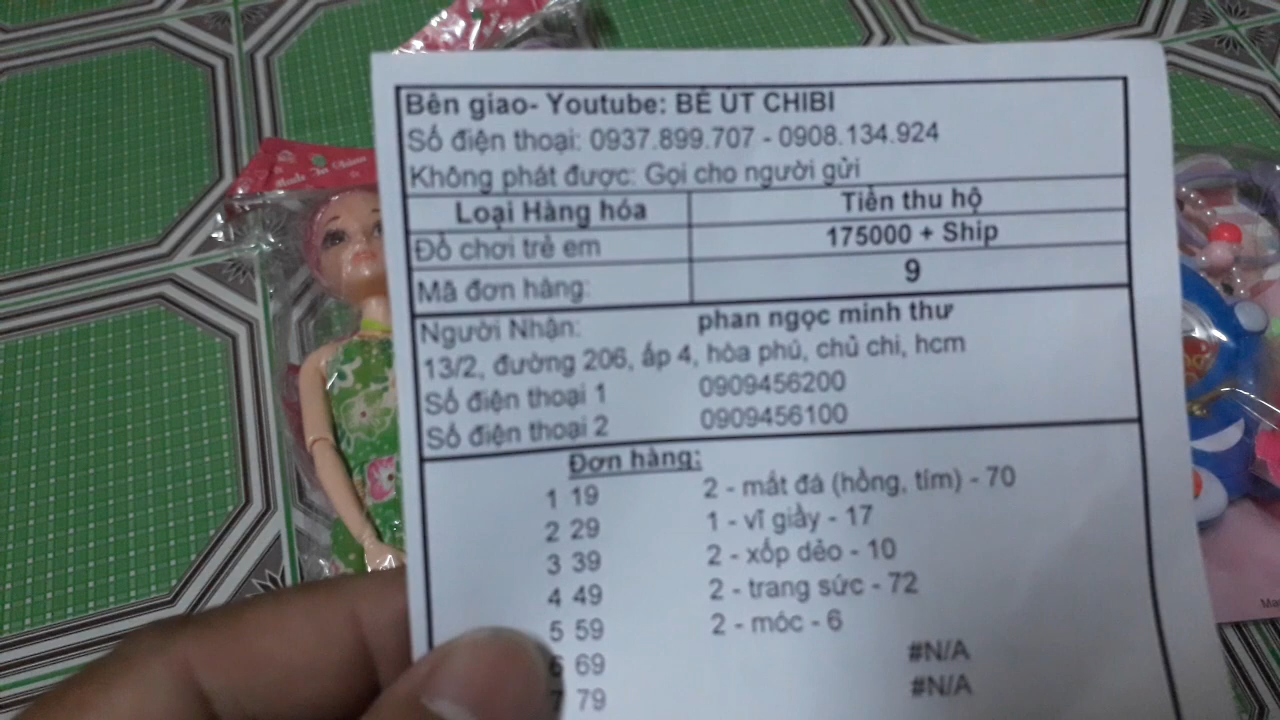 Made In China
Bên giao- Youtube: BÉ ÚT CHIBI
Số điện thoại: 0937.899.707 - 0908.134.924
Không phát được: Gọi cho người gửi
Loại Hàng hóa Tiền thu hộ
Đồ chơi trẻ em 175000 + Ship
Mã đơn hàng: 9
Người Nhận: phan ngọc minh thư
13/2, đường 206, ấp 4, hòa phú, chủ chi, hcm
Số điện thoại 1 0909456200
Số điện thoại 2 0909456100
Đơn hàng:
1 19 2 - mắt đá (hồng, tím) - 70
2 29 1 - vĩ giầy - 17
3 39 2 - xốp dẻo - 10
4 49 2 - trang sức - 72
5 59 2 - móc - 6
6 69 #N/A
7 79 #N/A